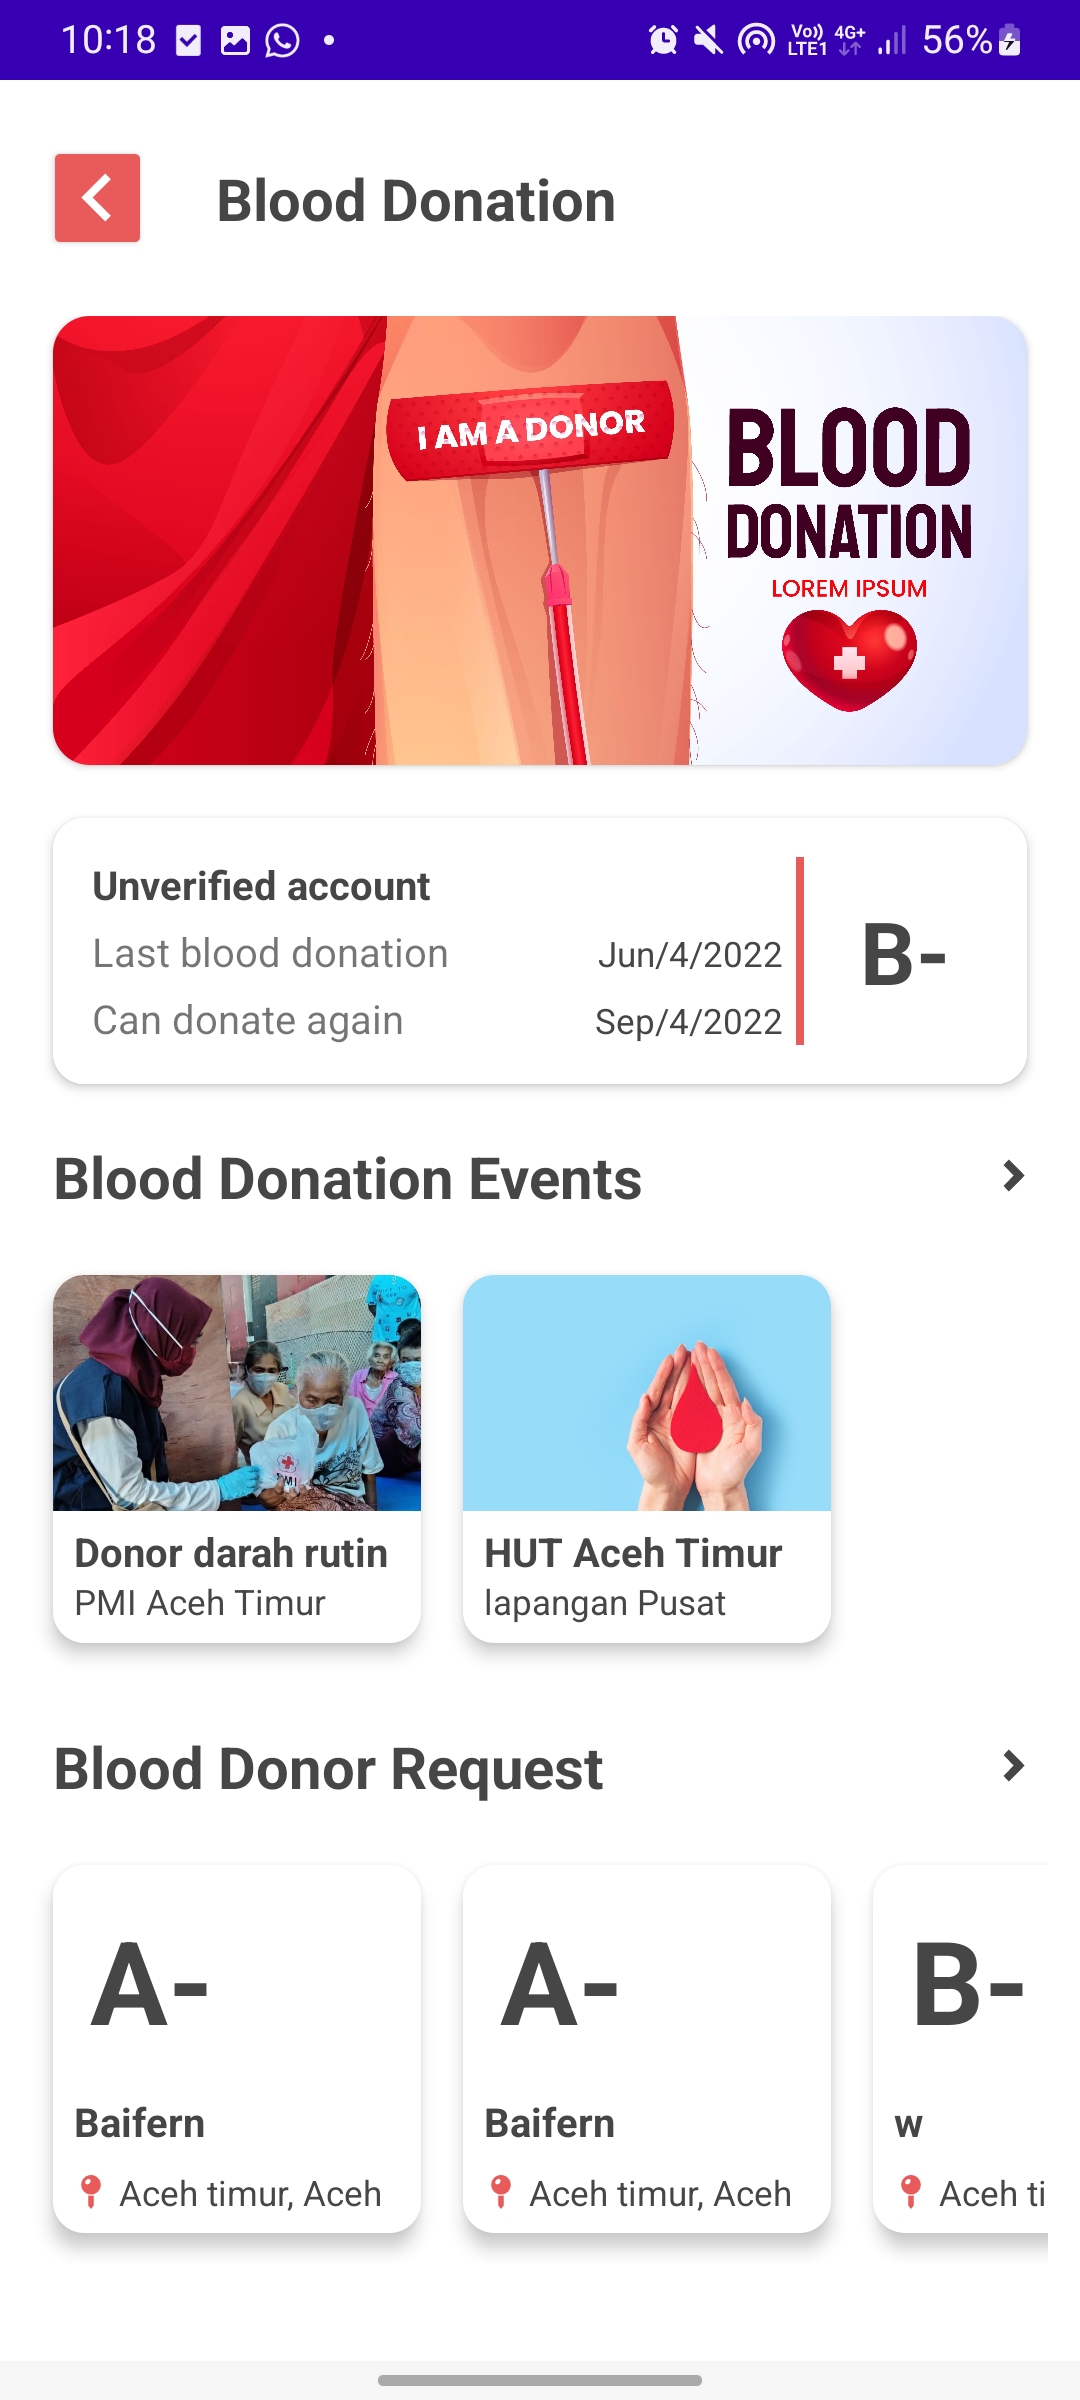 10:18
Vo)) LTE1 4G+ 56%
Blood Donation
I AM A DONOR
BLOOD
DONATION
LOREM IPSUM
Unverified account
Last blood donation Jun/4/2022
Can donate again Sep/4/2022
B-
Blood Donation Events
Donor darah rutin
PMI Aceh Timur
HUT Aceh Timur
lapangan Pusat
Blood Donor Request
A-
Baifern
Aceh timur, Aceh
A-
Baifern
Aceh timur, Aceh
B-
w
Aceh ti